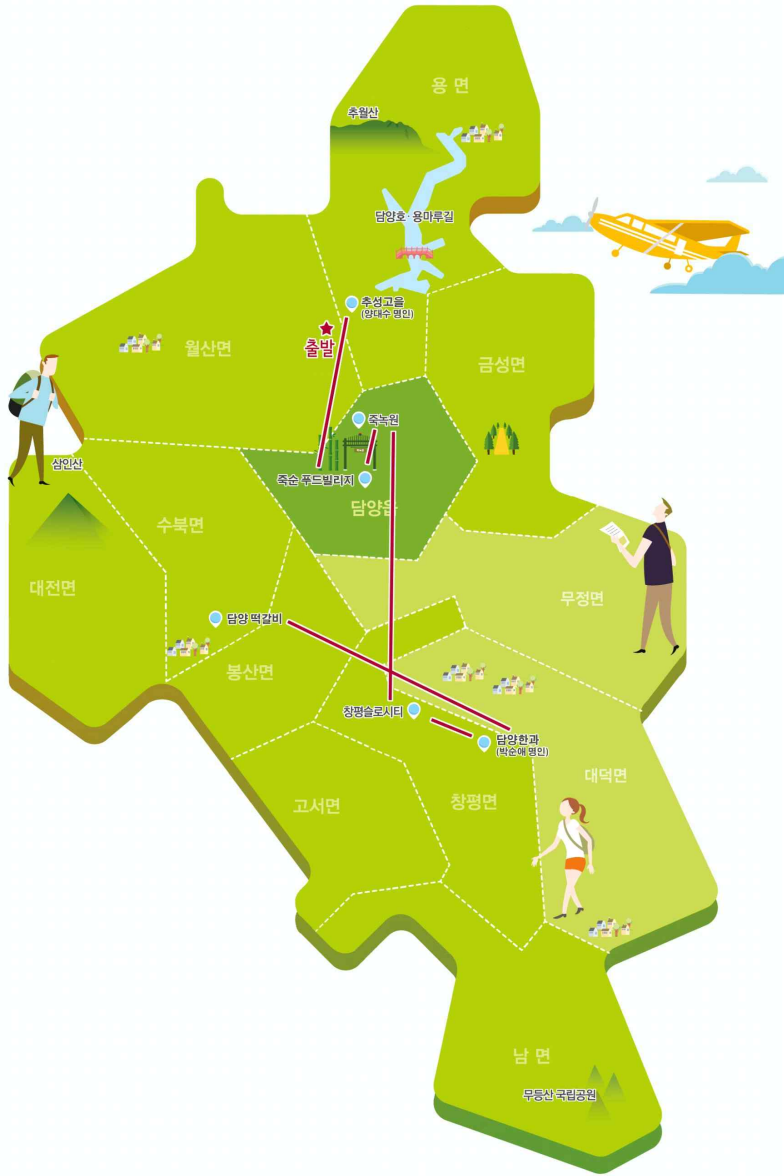 용 면
추월산
담양호·용마루길
추성고을
(양대수 명인)
출발
월산면
금성면
죽녹원
삼인산
죽순 푸드빌리지
담양읍
수북면
대전면
무정면
담양 떡갈비
봉산면
창평슬로시티
담양한과
(박순애 명인)
대덕면
고서면
창평면
남 면
무등산 국립공원